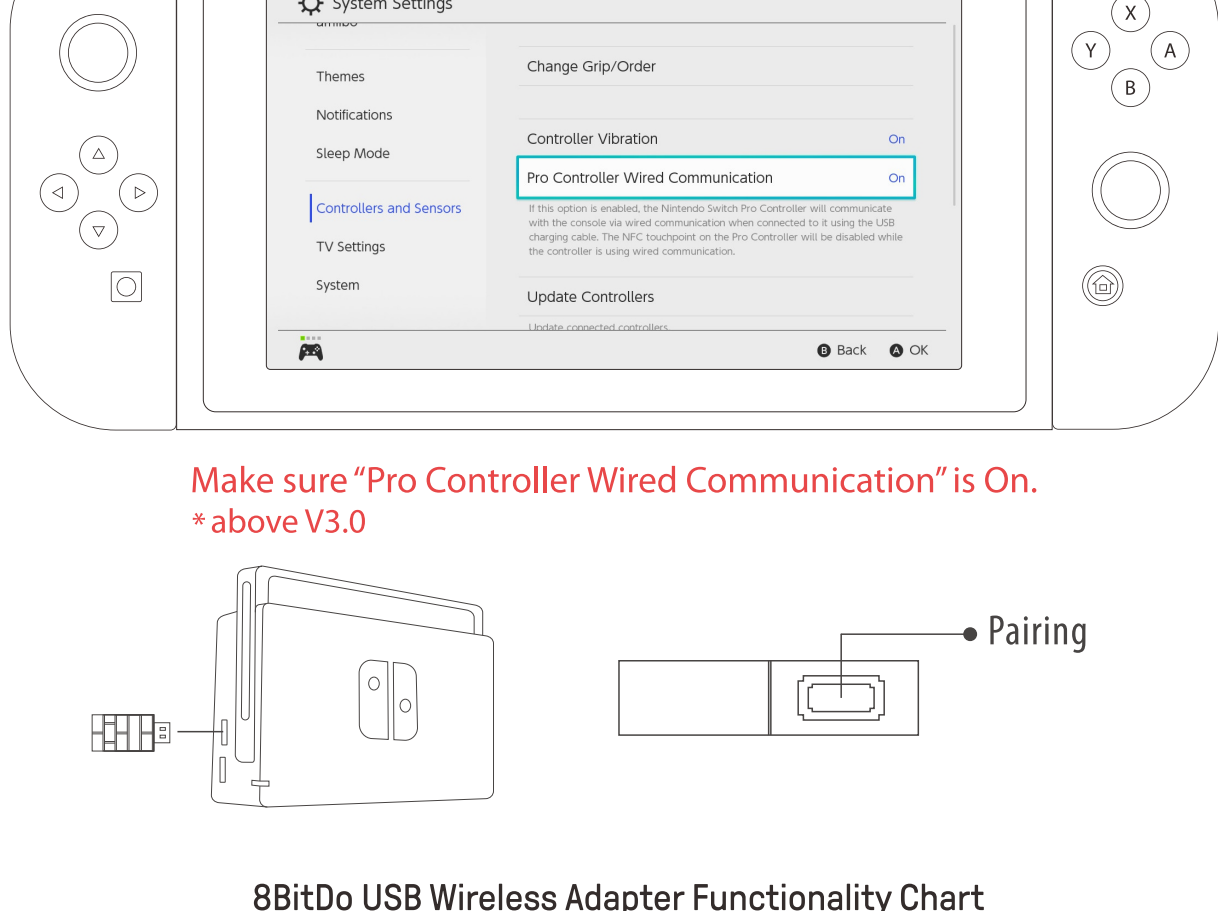 System Settings
amiibo
Themes
Notifications
Sleep Mode
Controllers and Sensors
TV Settings
System
Change Grip/Order
Controller Vibration On
Pro Controller Wired Communication On
If this option is enabled, the Nintendo Switch Pro Controller will communicate
with the console via wired communication when connected to it using the USB
charging cable. The NFC touchpoint on the Pro Controller will be disabled while
the controller is using wired communication.
Update Controllers
Update connected controllers
B Back A OK
X
Y A
B
Make sure “Pro Controller Wired Communication” is On.
* above V3.0
Pairing
8BitDo USB Wireless Adapter Functionality Chart